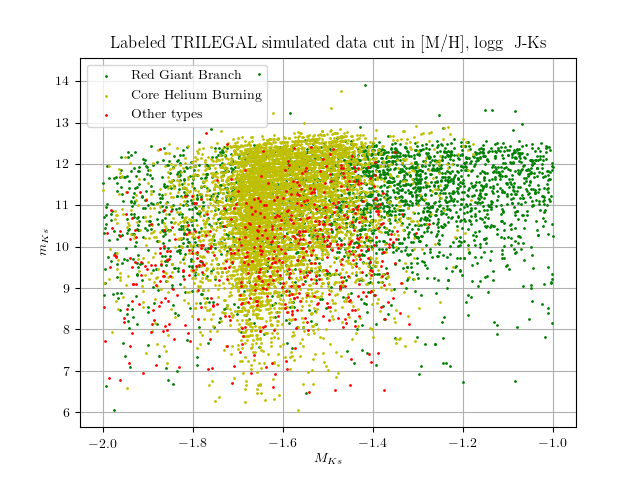 Labeled TRILEGAL simulated data cut in [M/H], logg J-Ks
Red Giant Branch
Core Helium Burning
Other types
14
13
12
11
10
9
8
7
6
m_{Ks}
−2.0 −1.8 −1.6 −1.4 −1.2 −1.0
M_{Ks}